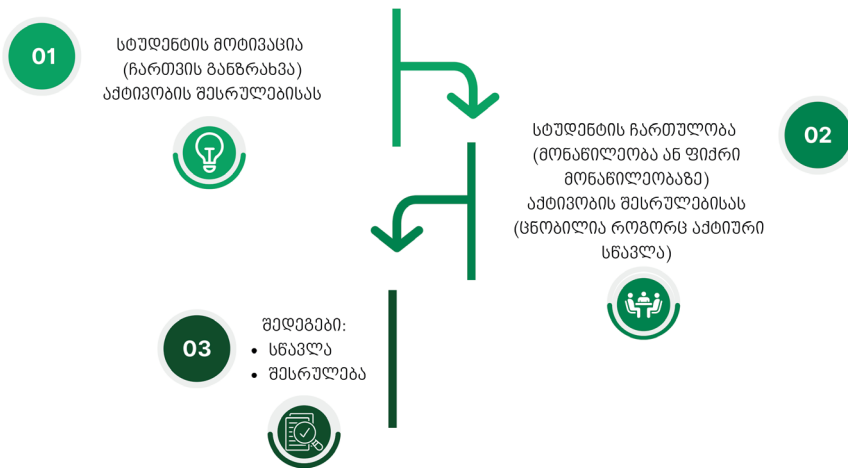 01
სტუდენტის მოტივაცია
(ჩართვის განზრახვა)
აქტივობის შესრულებისას
სტუდენტის ჩართულობა
(მონაწილეობა ან ფიქრი
მონაწილეობაზე)
აქტივობის შესრულებისას
(ცნობილია როგორც აქტიური
სწავლა)
02
03
შედეგები:
• სწავლა
• შესრულება